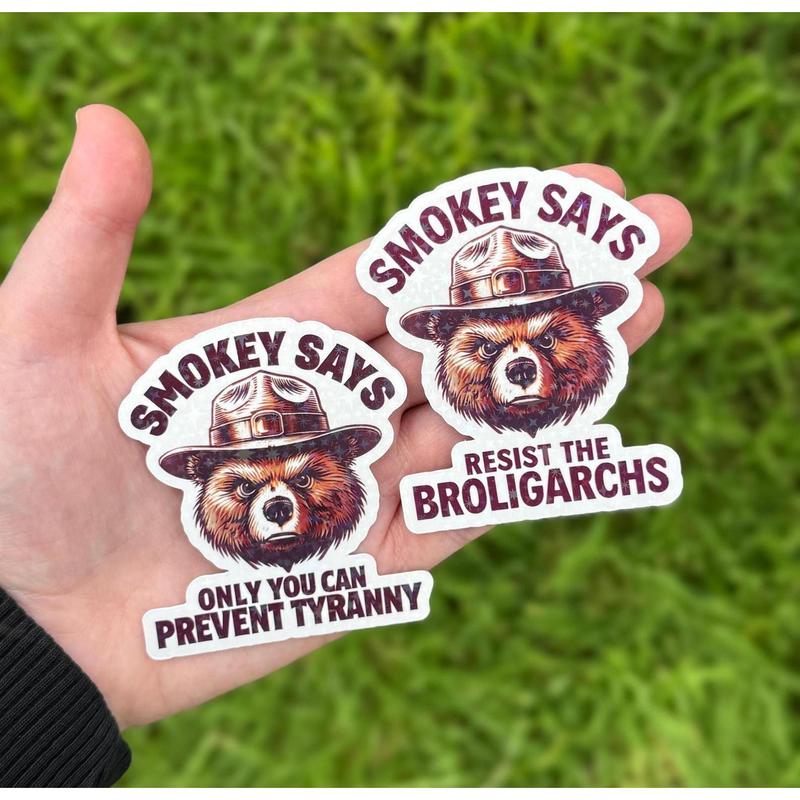 SMOKEY SAYS
ONLY YOU CAN
PREVENT TYRANNY
SMOKEY SAYS
RESIST THE
BROLIGARCHS